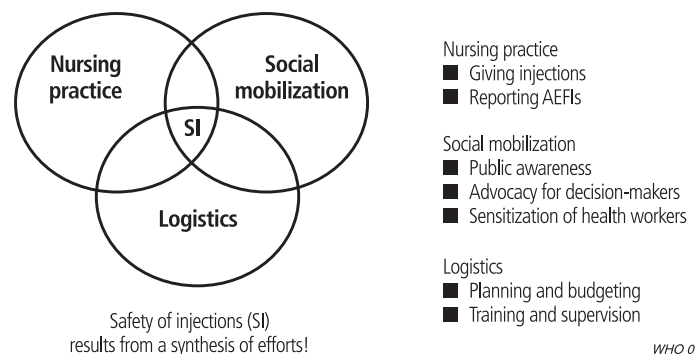 Nursing
practice
Social
mobilization
SI
Logistics
Safety of injections (SI)
results from a synthesis of efforts!
Nursing practice
■ Giving injections
■ Reporting AEFIs
Social mobilization
■ Public awareness
■ Advocacy for decision-makers
■ Sensitization of health workers
Logistics
■ Planning and budgeting
■ Training and supervision
WHO 0